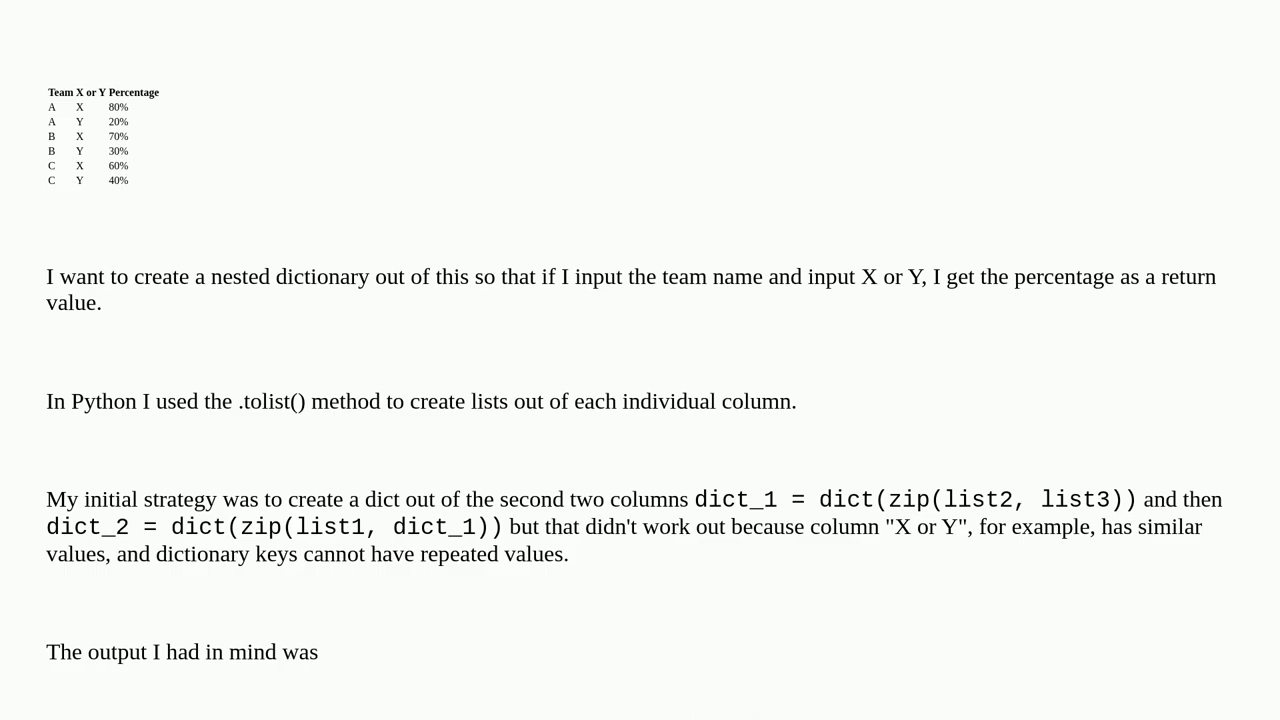 Team X or Y Percentage
A X 80%
A Y 20%
B X 70%
B Y 30%
C X 60%
C Y 40%
I want to create a nested dictionary out of this so that if I input the team name and input X or Y, I get the percentage as a return
value.
In Python I used the .tolist() method to create lists out of each individual column.
My initial strategy was to create a dict out of the second two columns dict_1 = dict(zip(list2, list3)) and then
dict_2 = dict(zip(list1, dict_1)) but that didn't work out because column "X or Y", for example, has similar
values, and dictionary keys cannot have repeated values.
The output I had in mind was